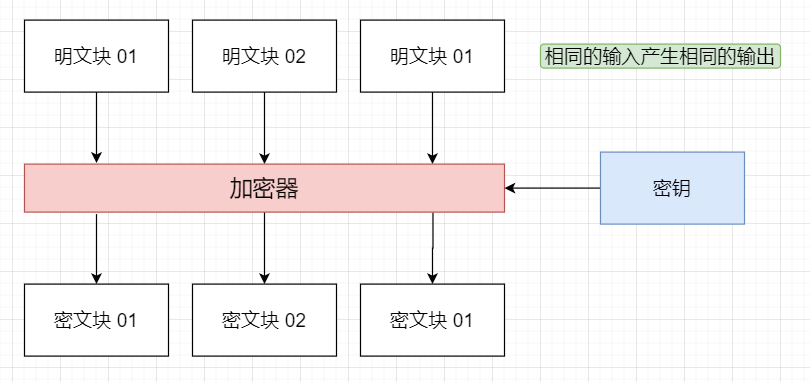 明文块 01
明文块 02
明文块 01
相同的输入产生相同的输出
加密器
密钥
密文块 01
密文块 02
密文块 01